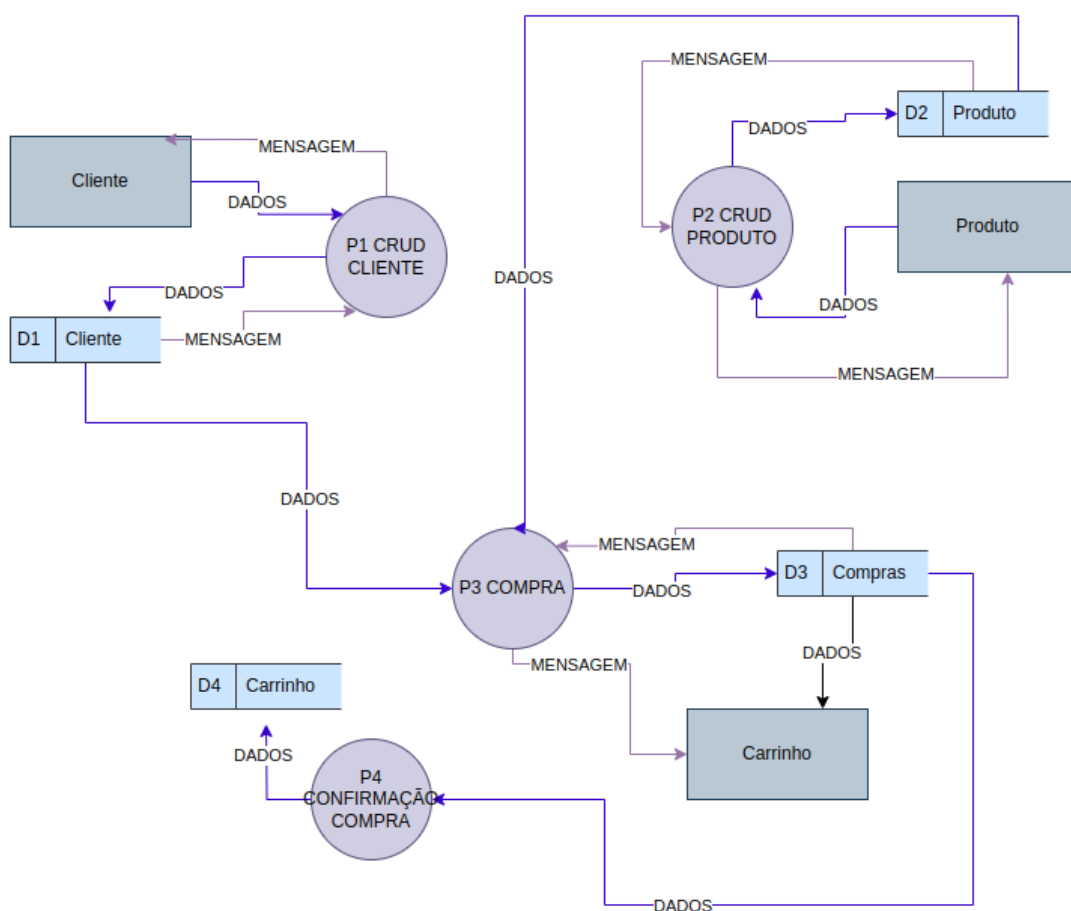 MENSAGEM
D2 Produto
DADOS
MENSAGEM
Cliente
DADOS
P2 CRUD
PRODUTO
Produto
P1 CRUD
CLIENTE
DADOS
DADOS
DADOS
D1 Cliente
MENSAGEM
MENSAGEM
DADOS
MENSAGEM
P3 COMPRA
DADOS
D3 Compras
DADOS
MENSAGEM
D4 Carrinho
DADOS
Carrinho
P4
CONFIRMAÇÃO
COMPRA
DADOS